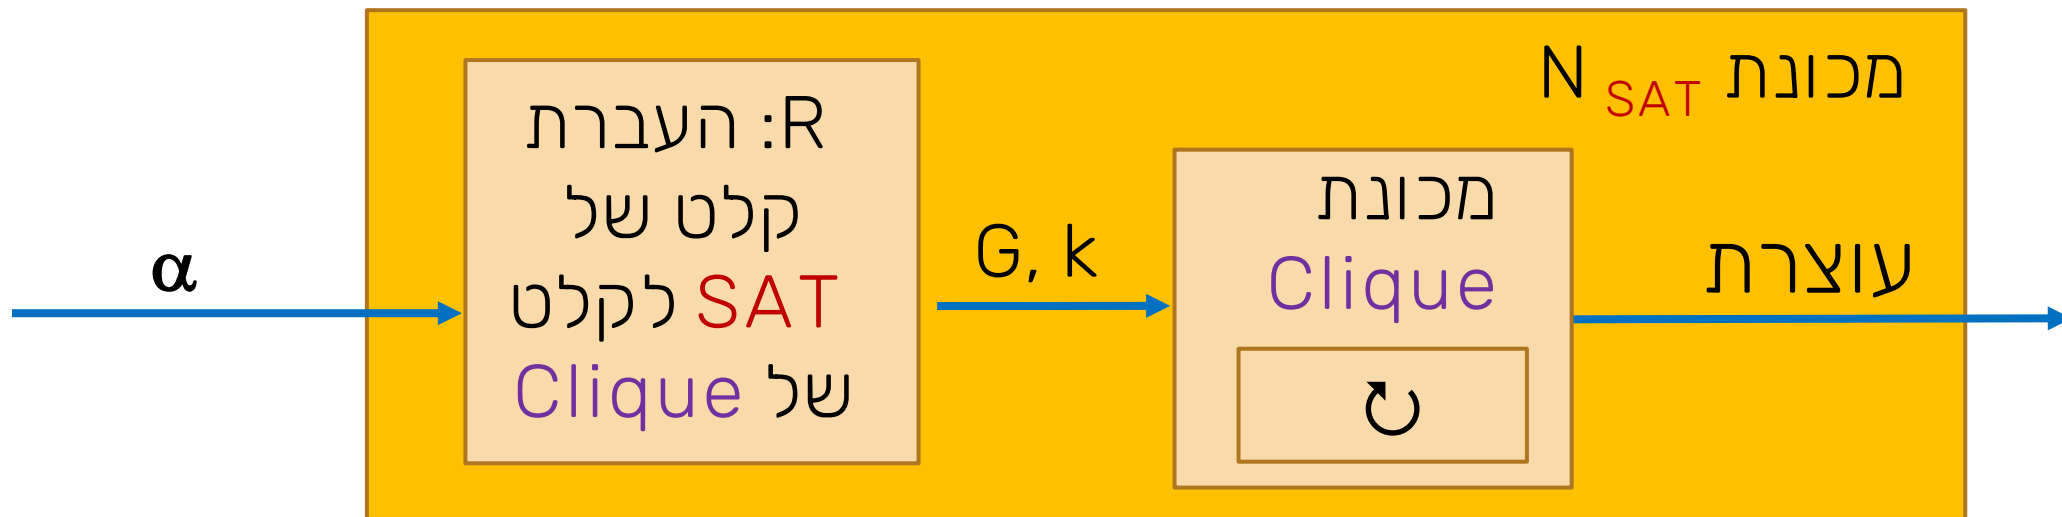 מכונת N SAT
α
R: העברת
קלט של
SAT לקלט
של Clique
G, k
מכונת
Clique
↻
עוצרת